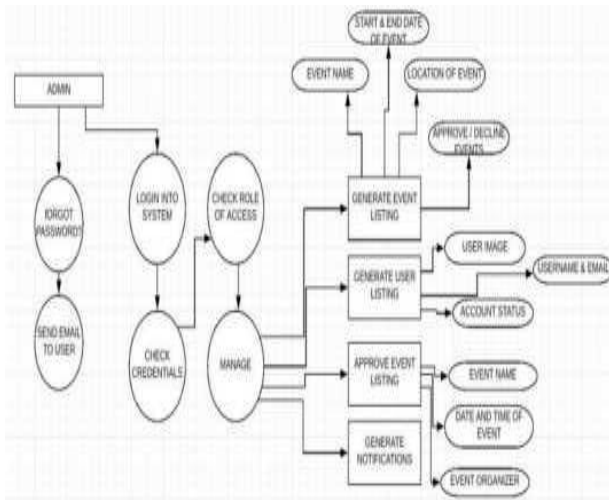 START & END DATE
OF EVENT
EVENT NAME
LOCATION OF EVENT
ADMIN
APPROVE / DECLINE
EVENTS
FORGOT
PASSWORD?
LOGIN INTO
SYSTEM
CHECK ROLE
OF ACCESS
GENERATE EVENT
LISTING
USER IMAGE
GENERATE USER
LISTING
USERNAME & EMAIL
ACCOUNT STATUS
SEND EMAIL
TO USER
CHECK
CREDENTIALS
MANAGE
APPROVE EVENT
LISTING
EVENT NAME
DATE AND TIME OF
EVENT
GENERATE
NOTIFICATIONS
EVENT ORGANIZER